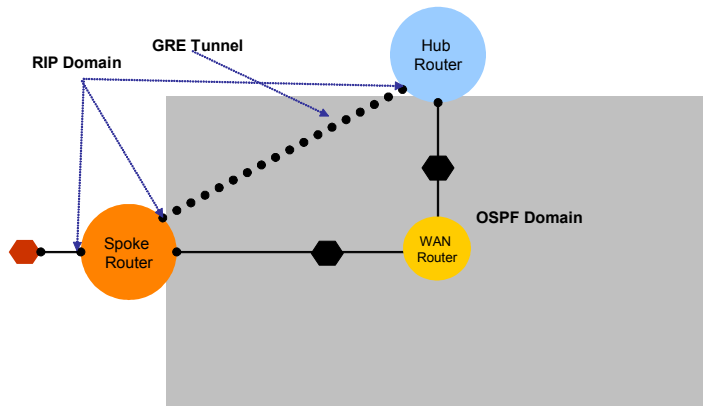 Hub
Router
GRE Tunnel
RIP Domain
OSPF Domain
Spoke
Router
WAN
Router